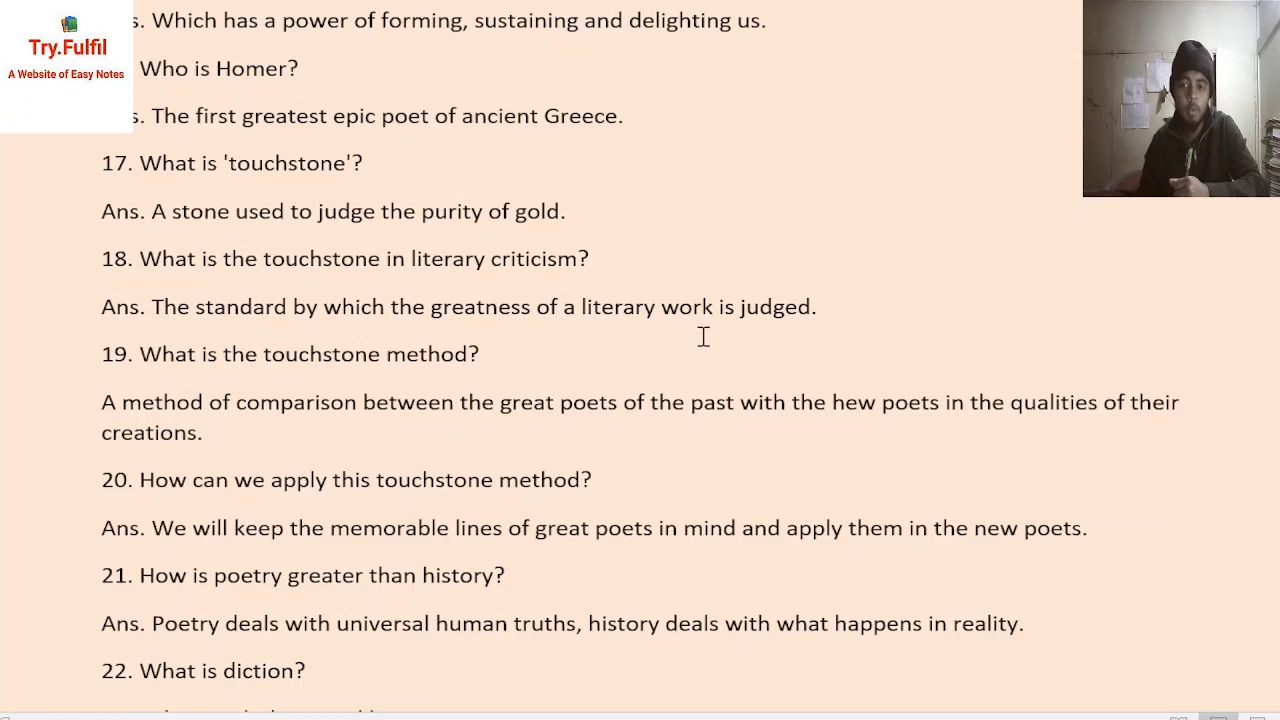 s. Which has a power of forming, sustaining and delighting us.
Try.Fulfil
A Website of Easy Notes
Who is Homer?
s. The first greatest epic poet of ancient Greece.
17. What is 'touchstone'?
Ans. A stone used to judge the purity of gold.
18. What is the touchstone in literary criticism?
Ans. The standard by which the greatness of a literary work is judged.
19. What is the touchstone method?
A method of comparison between the great poets of the past with the hew poets in the qualities of their
creations.
20. How can we apply this touchstone method?
Ans. We will keep the memorable lines of great poets in mind and apply them in the new poets.
21. How is poetry greater than history?
Ans. Poetry deals with universal human truths, history deals with what happens in reality.
22. What is diction?